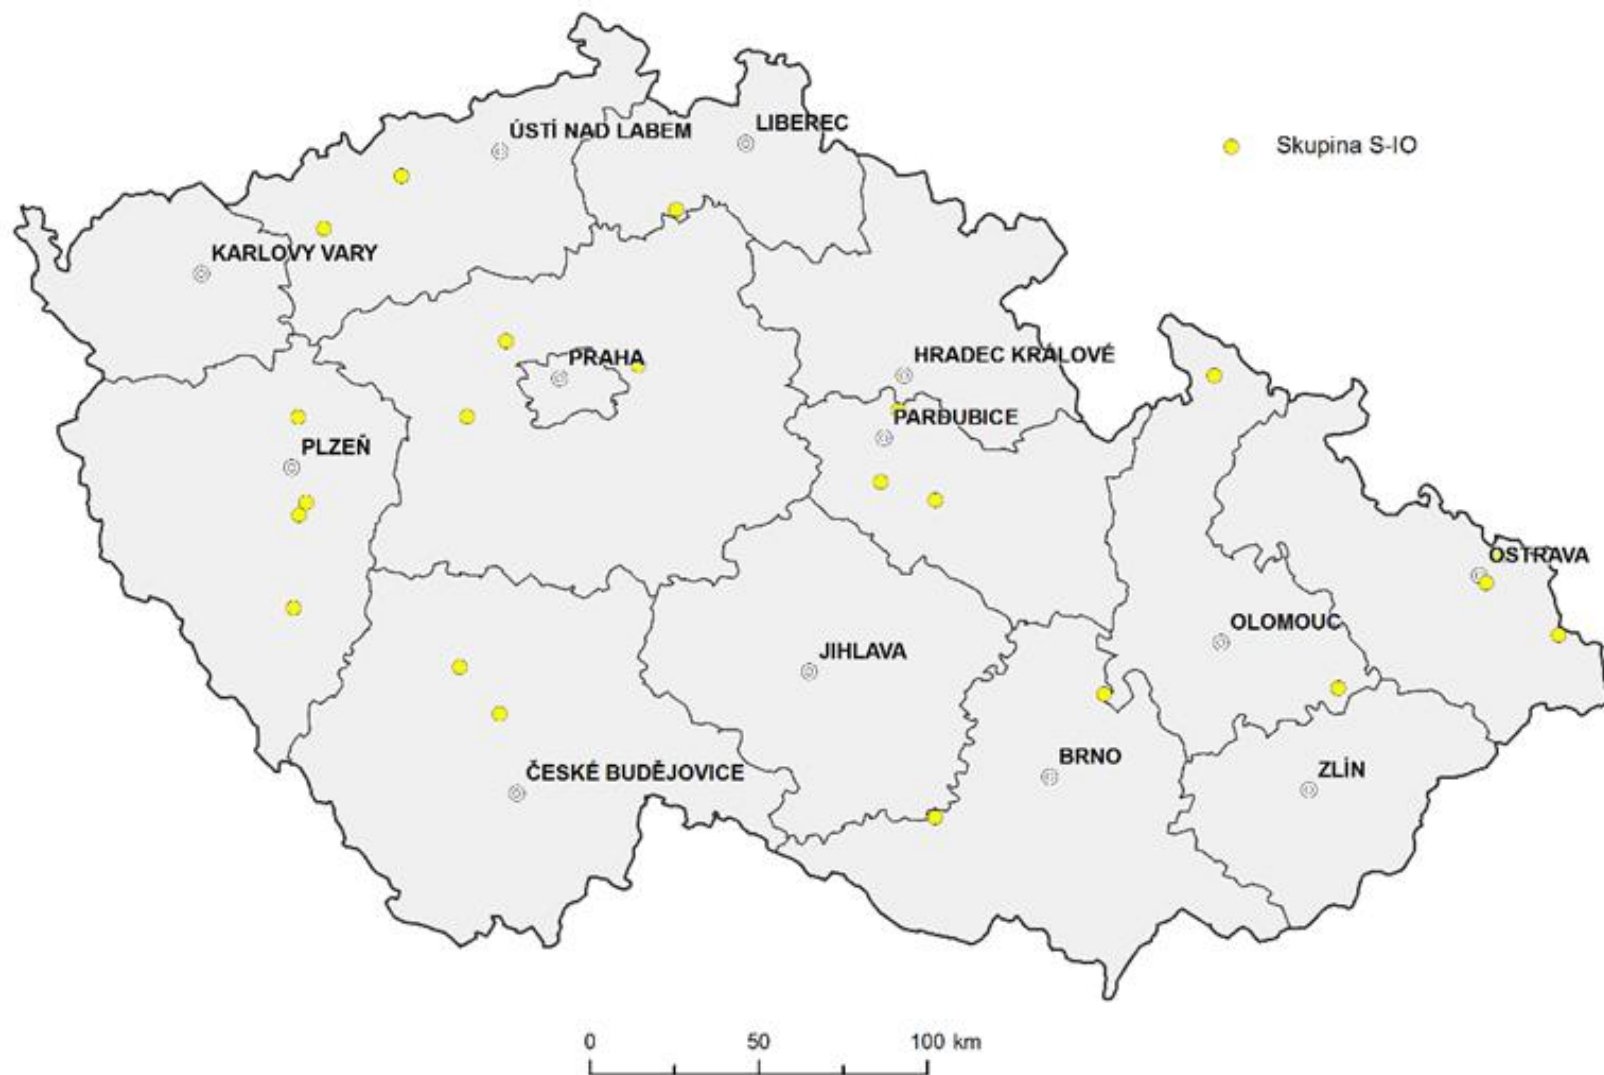 ÚSTÍ NAD LABEM
LIBEREC
Skupina S-IO
KARLOVY VARY
PRAHA
HRADEC KRÁLOVÉ
PARDUBICE
PLZEŇ
OSTRAVA
OLOMOUC
JIHLAVA
BRNO
ZLÍN
ČESKÉ BUDĚJOVICE
0 50 100 km